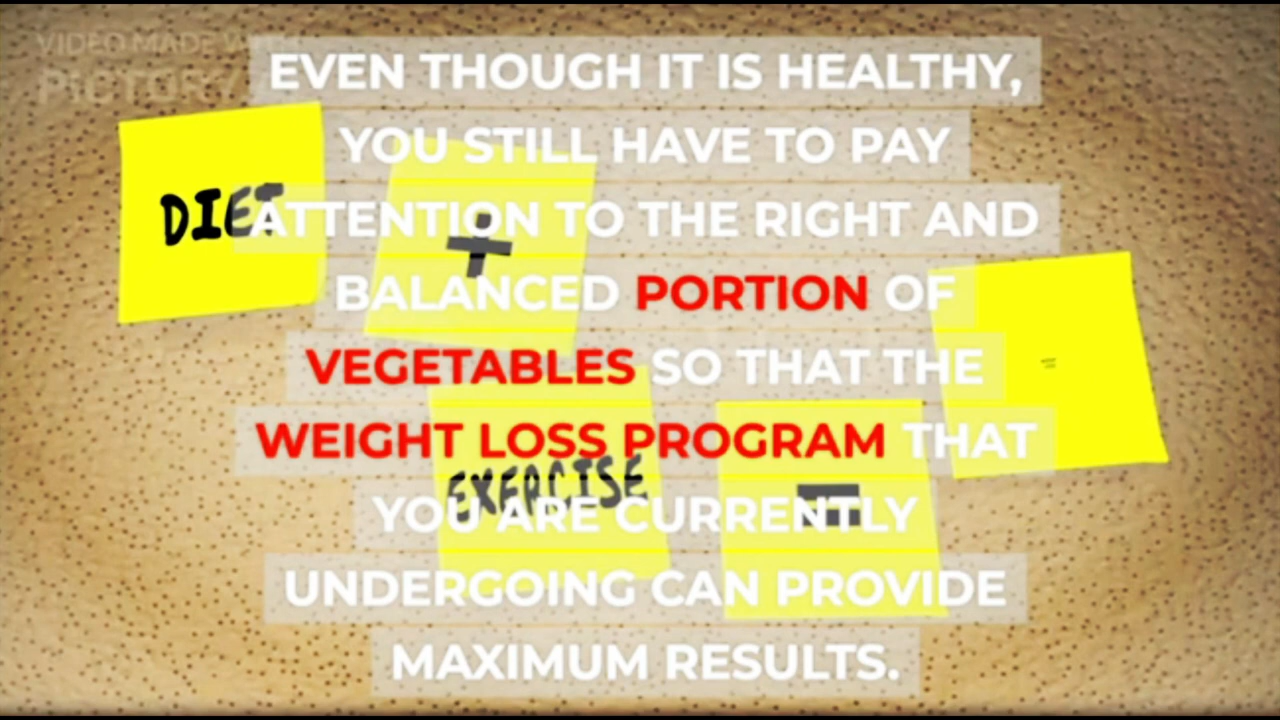 VIDEO MADE
PICTORY
EVEN THOUGH IT IS HEALTHY,
YOU STILL HAVE TO PAY
ATTENTION TO THE RIGHT AND
BALANCED PORTION OF
VEGETABLES SO THAT THE
WEIGHT LOSS PROGRAM THAT
YOU ARE CURRENTLY
UNDERGOING CAN PROVIDE
MAXIMUM RESULTS.
DIET
+
EXERCISE
=